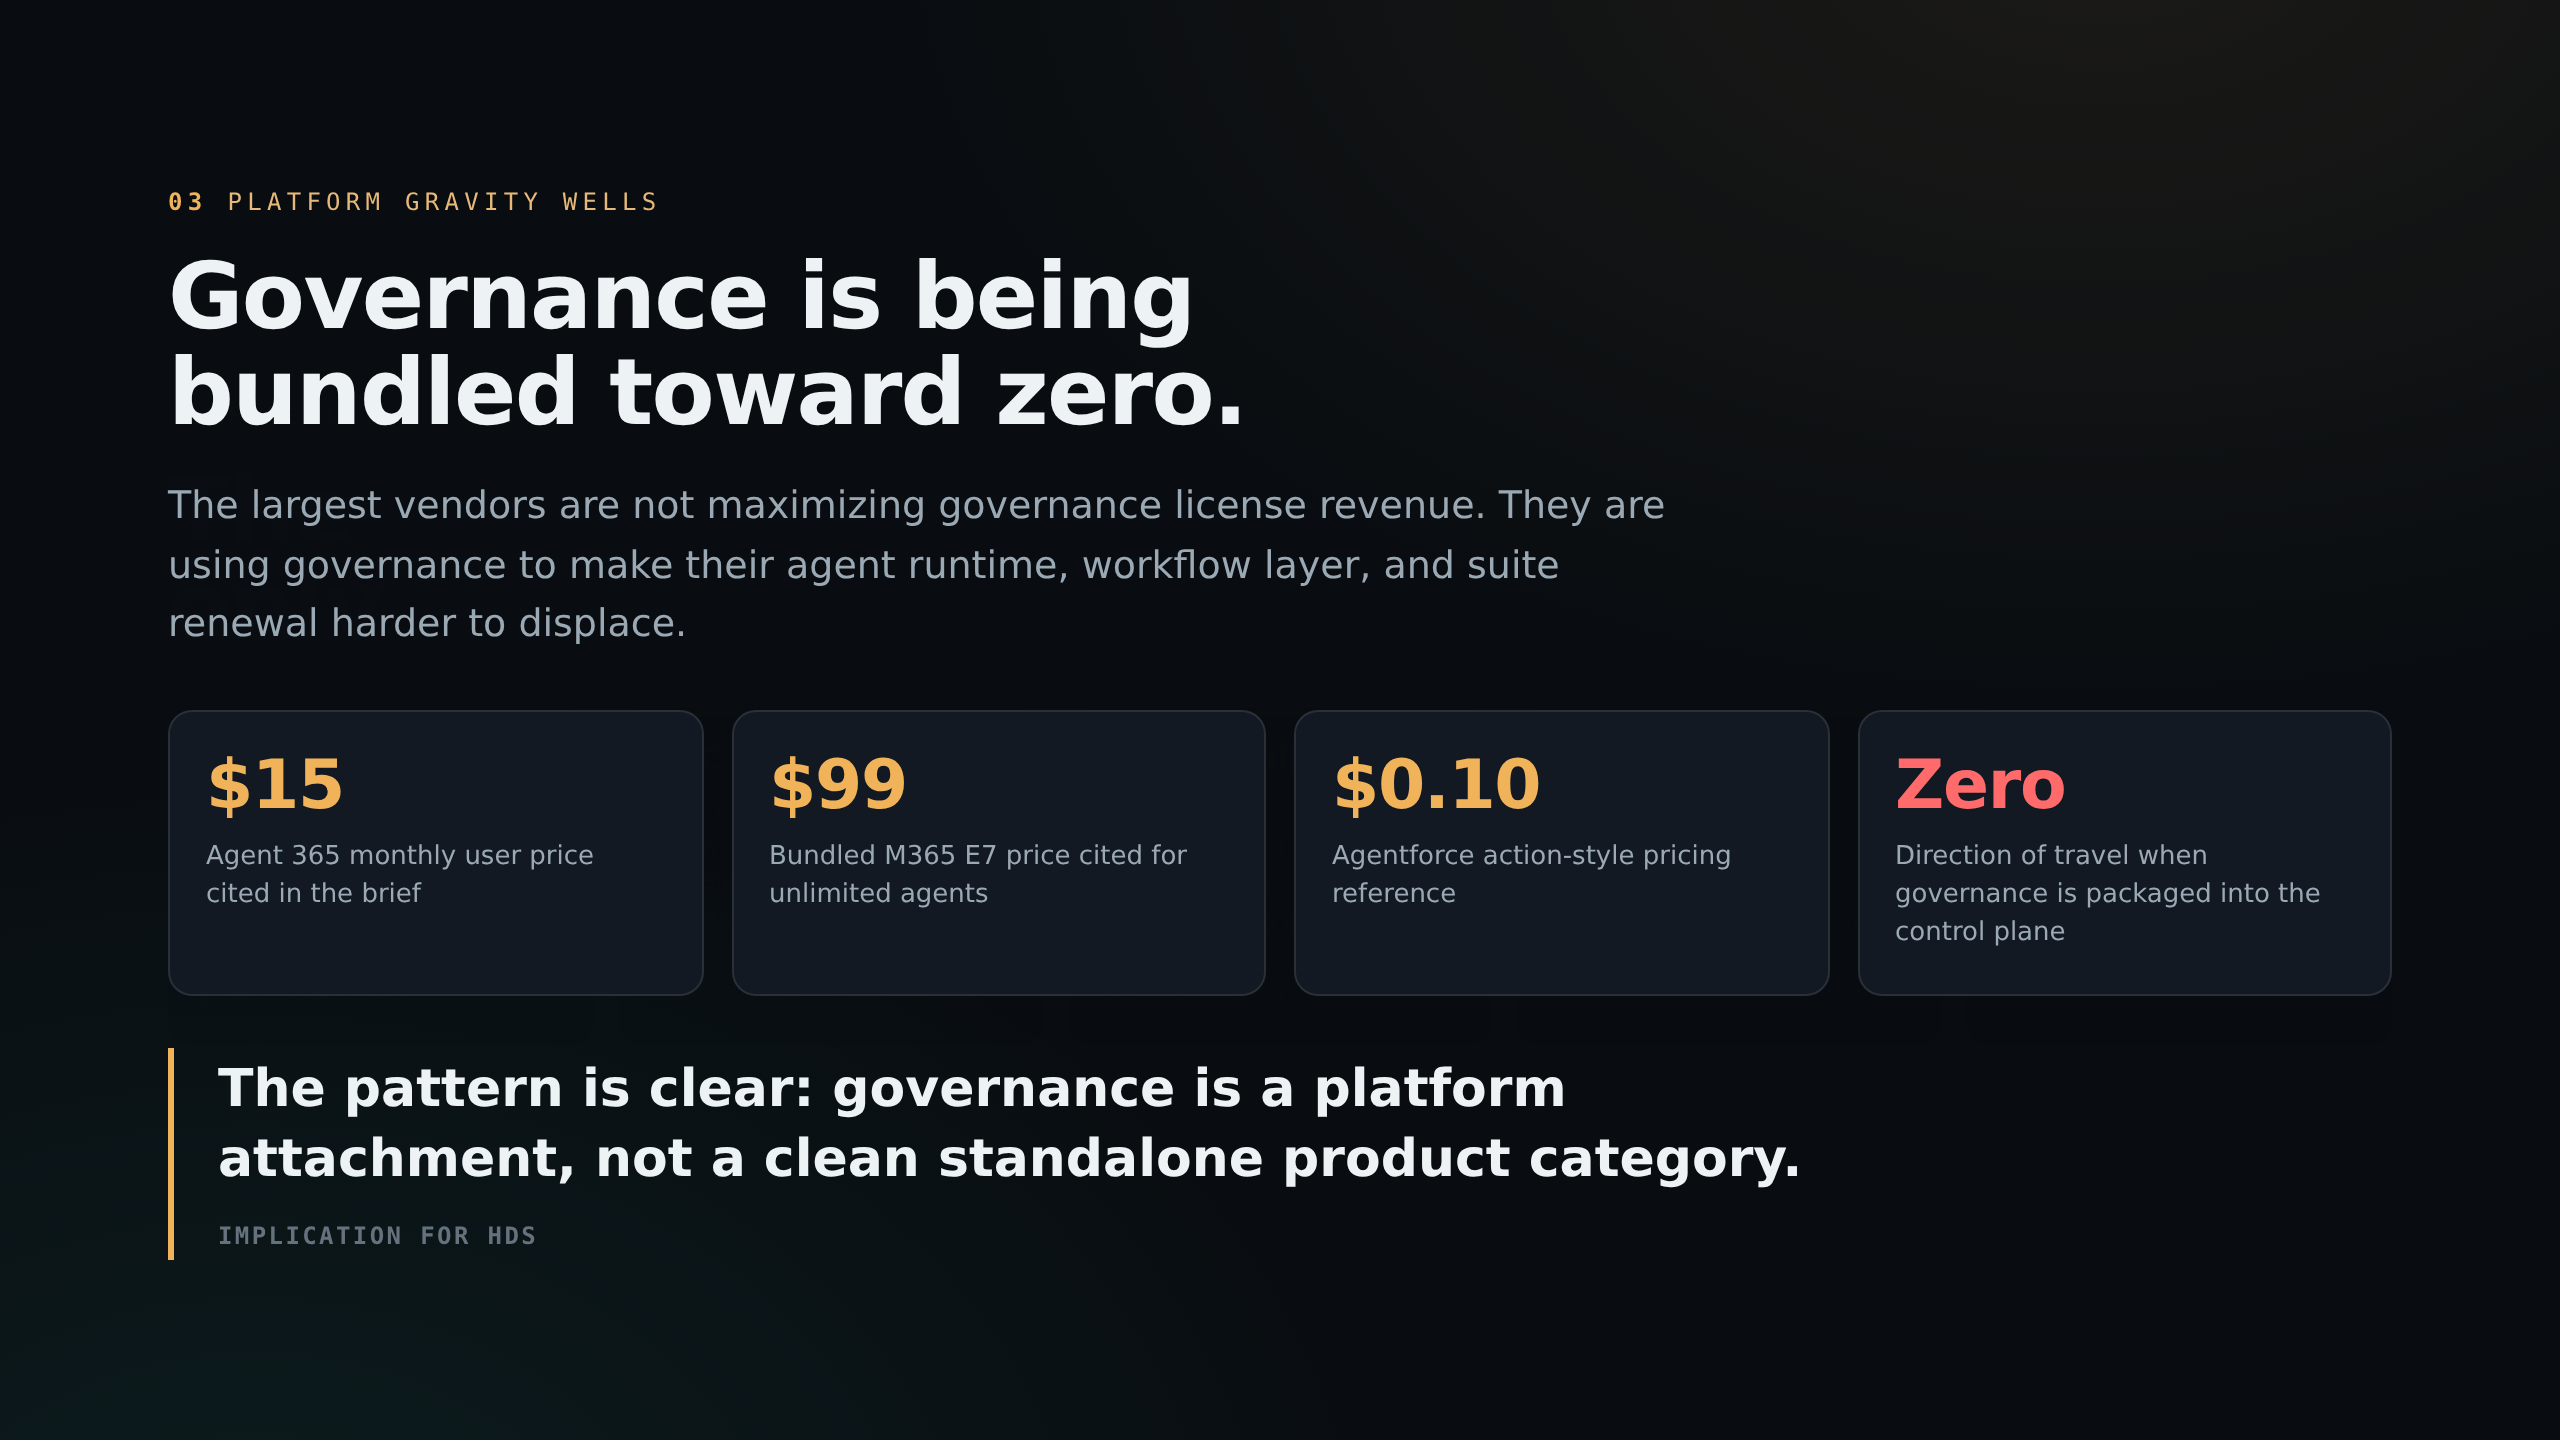 03 PLATFORM GRAVITY WELLS
Governance is being
bundled toward zero.
The largest vendors are not maximizing governance license revenue. They are
using governance to make their agent runtime, workflow layer, and suite
renewal harder to displace.
$15
Agent 365 monthly user price
cited in the brief
$99
Bundled M365 E7 price cited for
unlimited agents
$0.10
Agentforce action-style pricing
reference
Zero
Direction of travel when
governance is packaged into the
control plane
The pattern is clear: governance is a platform
attachment, not a clean standalone product category.
IMPLICATION FOR HDS